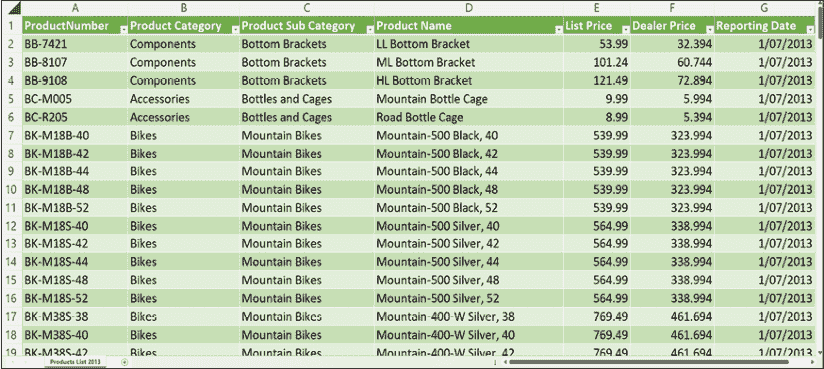 A B C D E F G
1 ProductNumber Product Category Product Sub Category Product Name List Price Dealer Price Reporting Date
2 BB-7421 Components Bottom Brackets LL Bottom Bracket 53.99 32.394 1/07/2013
3 BB-8107 Components Bottom Brackets ML Bottom Bracket 101.24 60.744 1/07/2013
4 BB-9108 Components Bottom Brackets HL Bottom Bracket 121.49 72.894 1/07/2013
5 BC-M005 Accessories Bottles and Cages Mountain Bottle Cage 9.99 5.994 1/07/2013
6 BC-R205 Accessories Bottles and Cages Road Bottle Cage 8.99 5.394 1/07/2013
7 BK-M18B-40 Bikes Mountain Bikes Mountain-500 Black, 40 539.99 323.994 1/07/2013
8 BK-M18B-42 Bikes Mountain Bikes Mountain-500 Black, 42 539.99 323.994 1/07/2013
9 BK-M18B-44 Bikes Mountain Bikes Mountain-500 Black, 44 539.99 323.994 1/07/2013
10 BK-M18B-48 Bikes Mountain Bikes Mountain-500 Black, 48 539.99 323.994 1/07/2013
11 BK-M18B-52 Bikes Mountain Bikes Mountain-500 Black, 52 539.99 323.994 1/07/2013
12 BK-M18S-40 Bikes Mountain Bikes Mountain-500 Silver, 40 564.99 338.994 1/07/2013
13 BK-M18S-42 Bikes Mountain Bikes Mountain-500 Silver, 42 564.99 338.994 1/07/2013
14 BK-M18S-44 Bikes Mountain Bikes Mountain-500 Silver, 44 564.99 338.994 1/07/2013
15 BK-M18S-48 Bikes Mountain Bikes Mountain-500 Silver, 48 564.99 338.994 1/07/2013
16 BK-M18S-52 Bikes Mountain Bikes Mountain-500 Silver, 52 564.99 338.994 1/07/2013
17 BK-M38S-38 Bikes Mountain Bikes Mountain-400-W Silver, 38 769.49 461.694 1/07/2013
18 BK-M38S-40 Bikes Mountain Bikes Mountain-400-W Silver, 40 769.49 461.694 1/07/2013
19 BK-M38S-42 Bikes Mountain Bikes Mountain-400-W Silver, 42 769.49 461.694 1/07/2013
Products List 2013